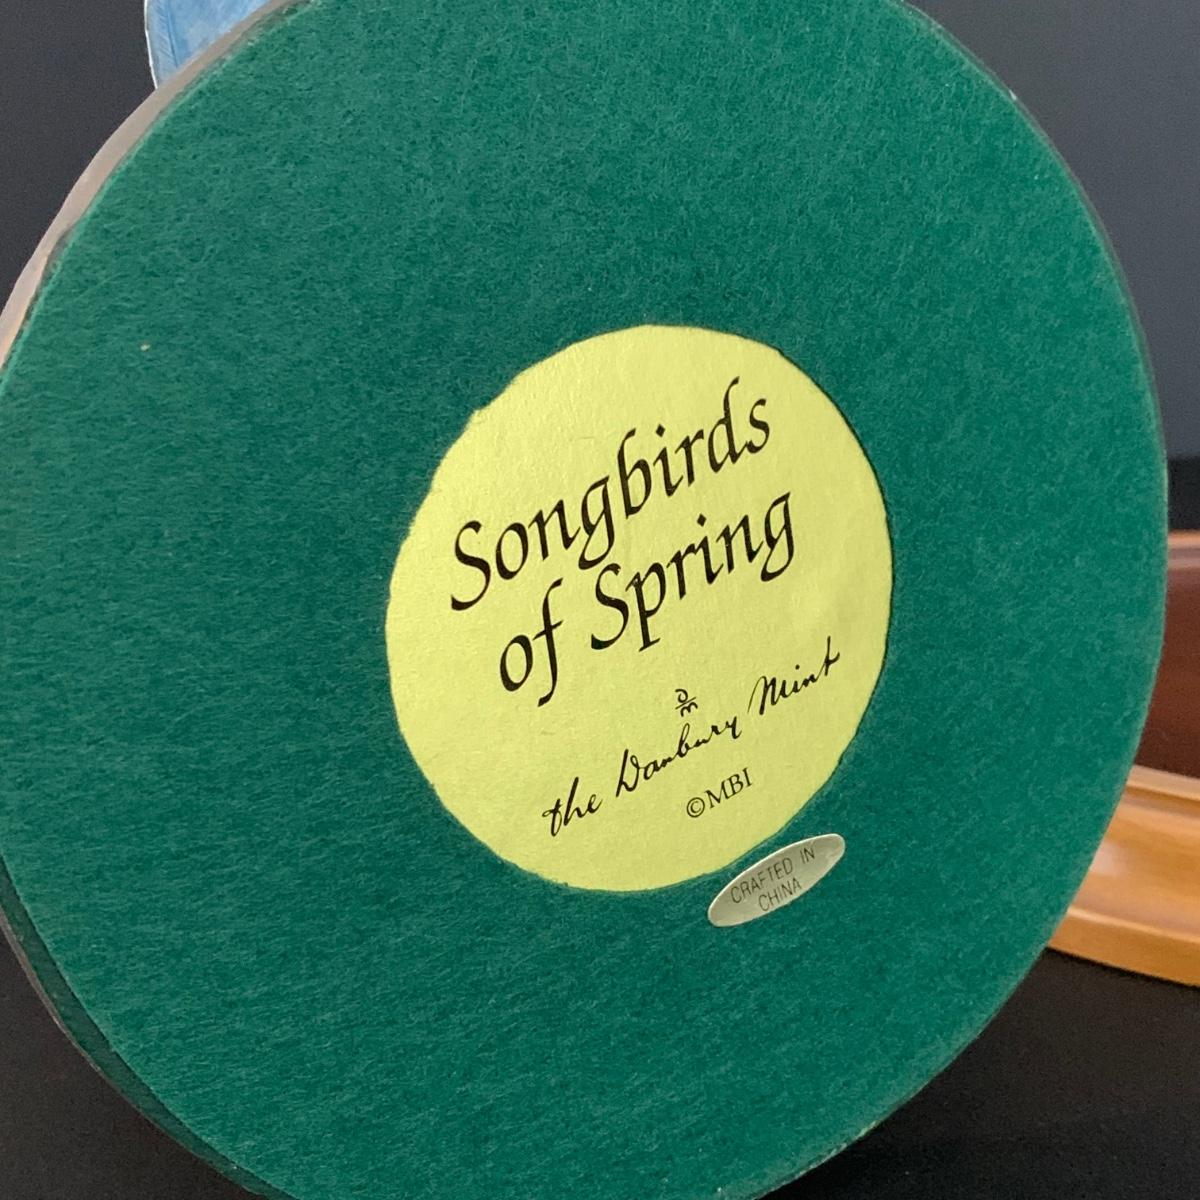 Songbirds
of Spring
D
M
the Danbury Mint
©MBI
CRAFTED IN
CHINA